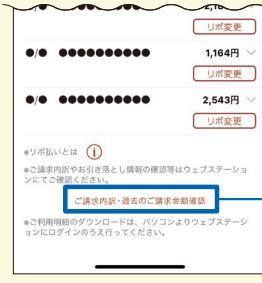 リボ変更
●/● ●●●●●●●●●● 1,164円
リボ変更
●/● ●●●●●●●●●● 2,543円
リボ変更
*リボ払いとは ⓘ
*ご請求内訳やお引き落とし情報の確認等はウェブステーショ
ンにてご確認ください。
ご請求内訳・過去のご請求金額確認
*ご利用明細のダウンロードは、パソコンよりウェブステーシ
ョンにログインのうえ行ってください。